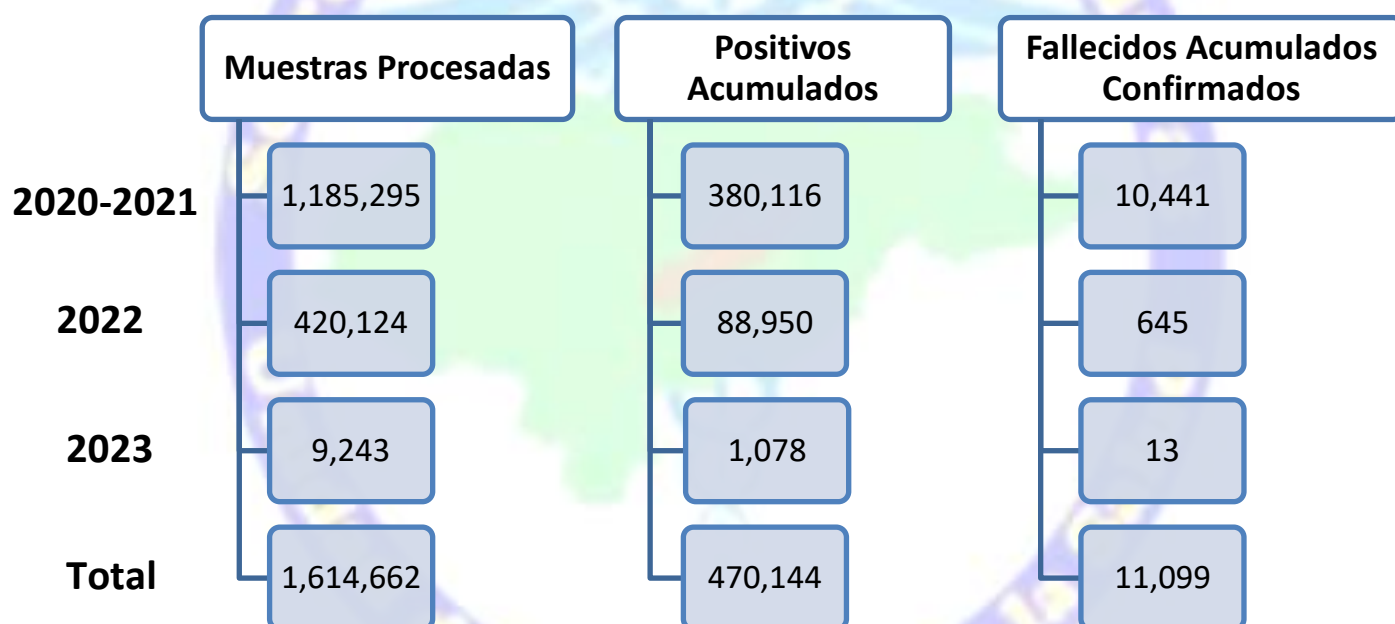 Muestras Procesadas
Positivos
Acumulados
Fallecidos Acumulados
Confirmados
2020-2021
1,185,295
380,116
10,441
2022
420,124
88,950
645
2023
9,243
1,078
13
Total
1,614,662
470,144
11,099